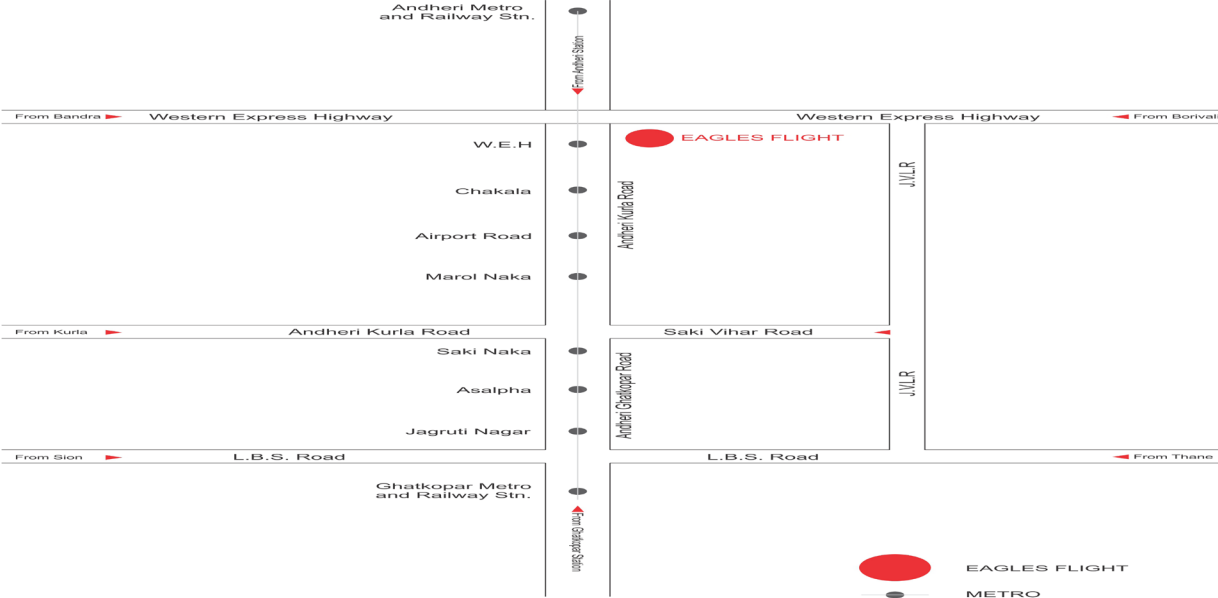 Andheri Metro
and Railway Stn.
From Andheri Station
From Bandra
Western Express Highway
Western Express Highway
From Borivali
W.E.H
EAGLES FLIGHT
J.V.L.R
Chakala
Andheri Kurla Road
Airport Road
Marol Naka
From Kurla
Andheri Kurla Road
Saki Vihar Road
Saki Naka
Andheri Ghatkopar Road
J.V.L.R
Asalpha
Jagruti Nagar
From Sion
L.B.S. Road
L.B.S. Road
From Thane
Ghatkopar Metro
and Railway Stn.
From Ghatkopar Station
EAGLES FLIGHT
METRO